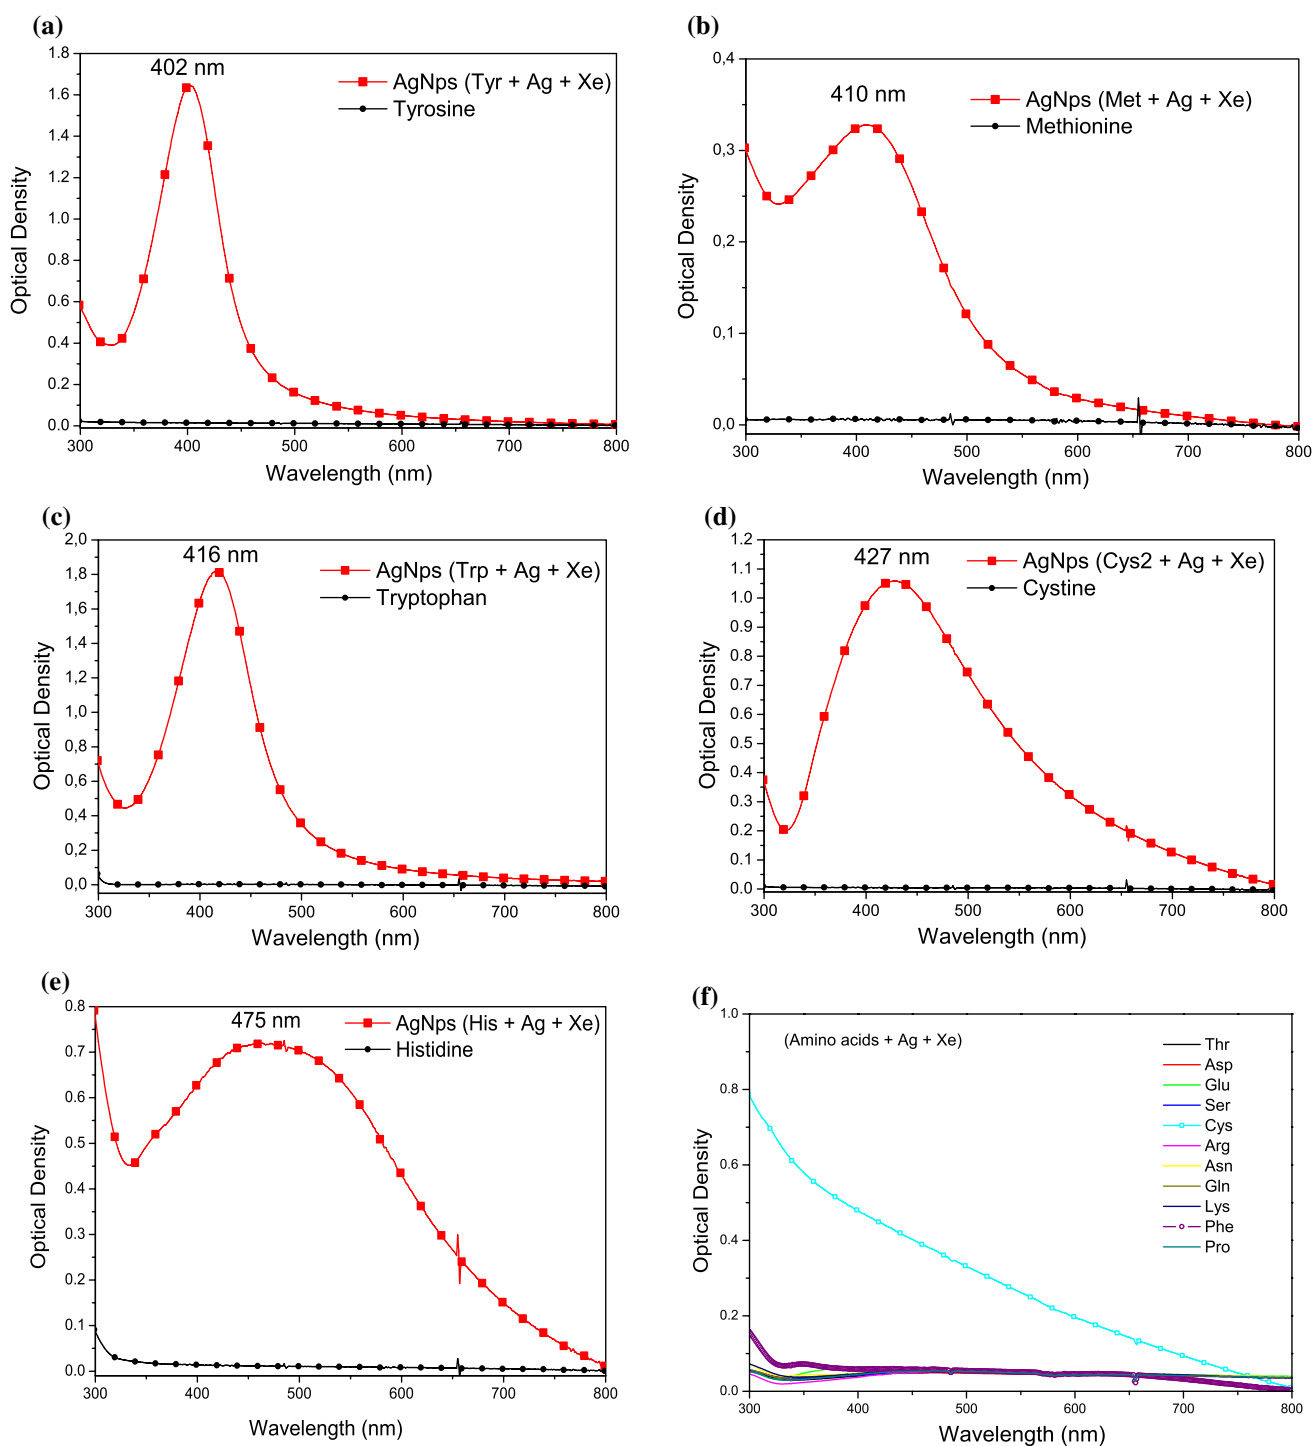 (a)
402 nm
AgNps (Tyr + Ag + Xe)
Tyrosine
Optical Density
1.8
1.6
1.4
1.2
1.0
0.8
0.6
0.4
0.2
0.0
300 400 500 600 700 800
Wavelength (nm)
(b)
410 nm
AgNps (Met + Ag + Xe)
Methionine
Optical Density
0,4
0,3
0,2
0,1
0,0
300 400 500 600 700 800
Wavelength (nm)
(c)
416 nm
AgNps (Trp + Ag + Xe)
Tryptophan
Optical Density
2,0
1.8
1.6
1.4
1.2
1,0
0.8
0.6
0.4
0,2
0.0
300 400 500 600 700 800
Wavelength (nm)
(d)
427 nm
AgNps (Cys2 + Ag + Xe)
Cystine
Optical Density
1.2
1.1
1.0
0.9
0.8
0.7
0.6
0.5
0.4
0.3
0.2
0.1
0.0
300 400 500 600 700 800
Wavelength (nm)
(e)
475 nm
AgNps (His + Ag + Xe)
Histidine
Optical Density
0.8
0.7
0.6
0.5
0.4
0.3
0.2
0.1
0.0
300 400 500 600 700 800
Wavelength (nm)
(f)
(Amino acids + Ag + Xe)
Thr
Asp
Glu
Ser
Cys
Arg
Asn
Gln
Lys
Phe
Pro
Optical Density
1.0
0.8
0.6
0.4
0.2
0.0
300 400 500 600 700 800
Wavelength (nm)